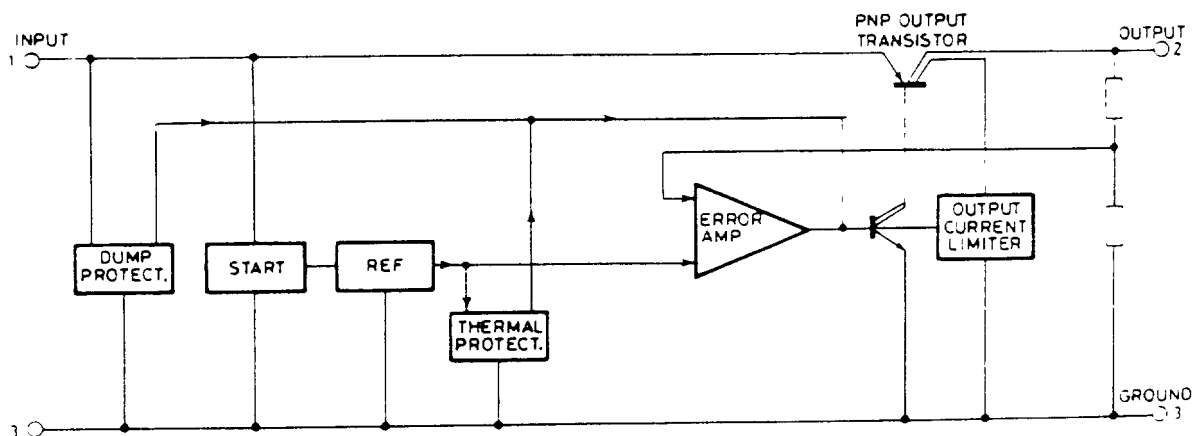 INPUT
1
PNP OUTPUT
TRANSISTOR
OUTPUT
2
DUMP
PROTECT.
START
REF
THERMAL
PROTECT.
ERROR
AMP
OUTPUT
CURRENT
LIMITER
GROUND
3
3